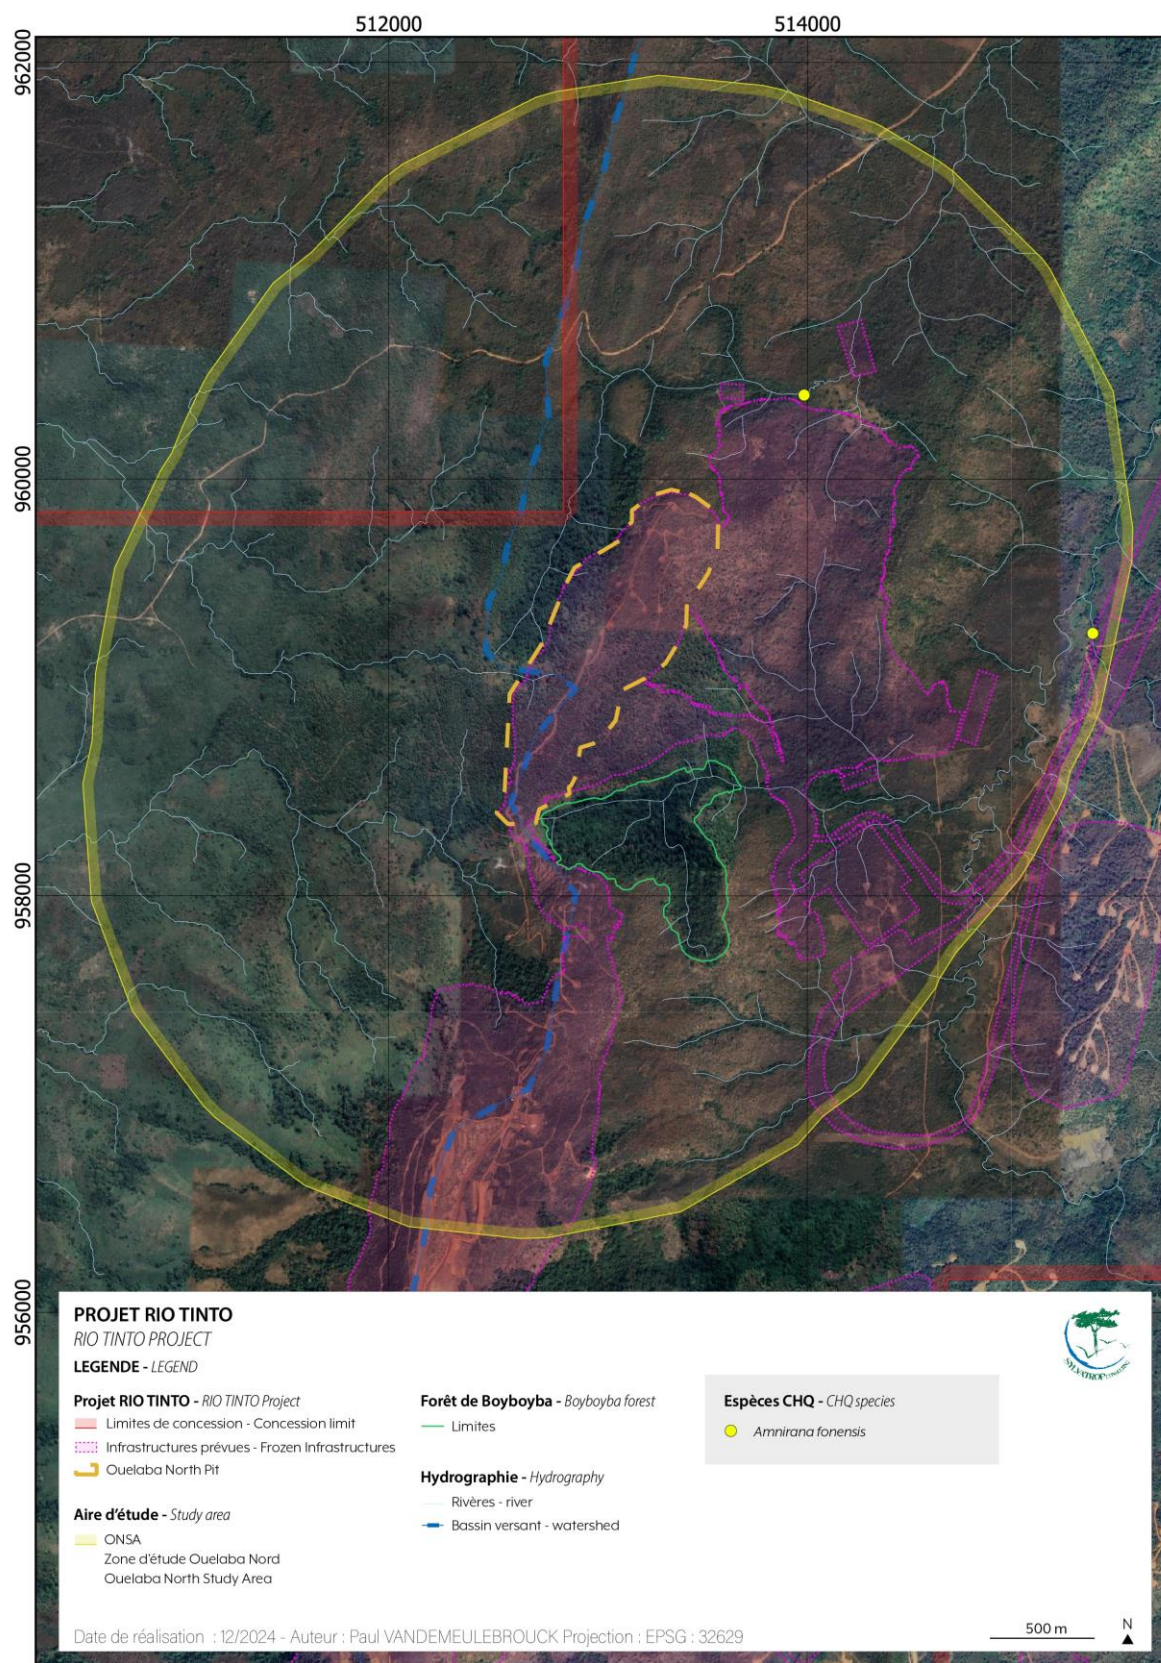 512000
514000
962000
960000
958000
956000
PROJET RIO TINTO
RIO TINTO PROJECT
LEGENDE - LEGEND
Projet RIO TINTO - RIO TINTO Project
Limites de concession - Concession limit
Infrastructures prévues - Frozen Infrastructures
Ouelaba North Pit
Aire d'étude - Study area
ONSA
Zone d'étude Ouelaba Nord
Ouelaba North Study Area
Forêt de Boyboyba - Boyboyba forest
Limites
Hydrographie - Hydrography
Rivères - river
Bassin versant - watershed
Espèces CHQ - CHQ species
Amnirana fonensis
SYLVATROP CONSULTING
Date de réalisation : 12/2024 - Auteur : Paul VANDEMEULEBROUCK Projection : EPSG : 32629
500 m
N